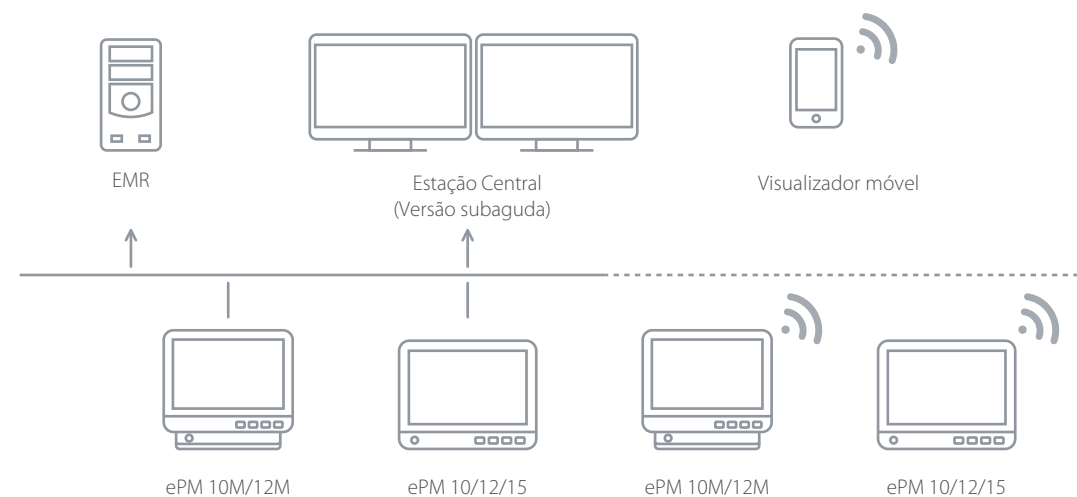 EMR
Estação Central
(Versão subaguda)
Visualizador móvel
ePM 10M/12M
ePM 10/12/15
ePM 10M/12M
ePM 10/12/15